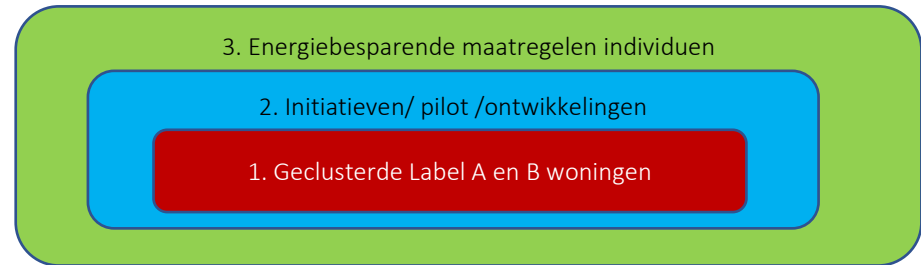 3. Energiebesparende maatregelen individuen
2. Initiatieven/ pilot /ontwikkelingen
1. Geclusterde Label A en B woningen